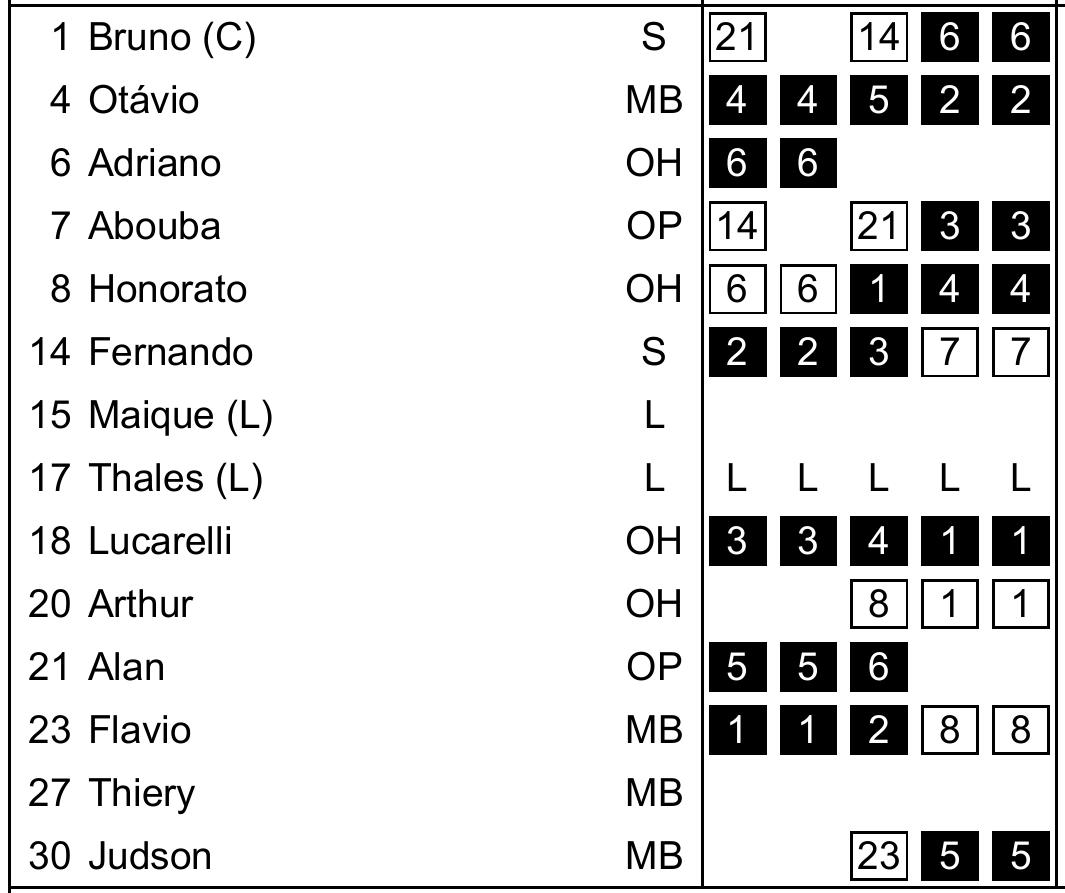 1 Bruno (C) S 21 14 6 6
4 Otávio MB 4 4 5 2 2
6 Adriano OH 6 6
7 Abouba OP 14 21 3 3
8 Honorato OH 6 6 1 4 4
14 Fernando S 2 2 3 7 7
15 Maique (L) L
17 Thales (L) L L L L L L
18 Lucarelli OH 3 3 4 1 1
20 Arthur OH 8 1 1
21 Alan OP 5 5 6
23 Flavio MB 1 1 2 8 8
27 Thiery MB
30 Judson MB 23 5 5